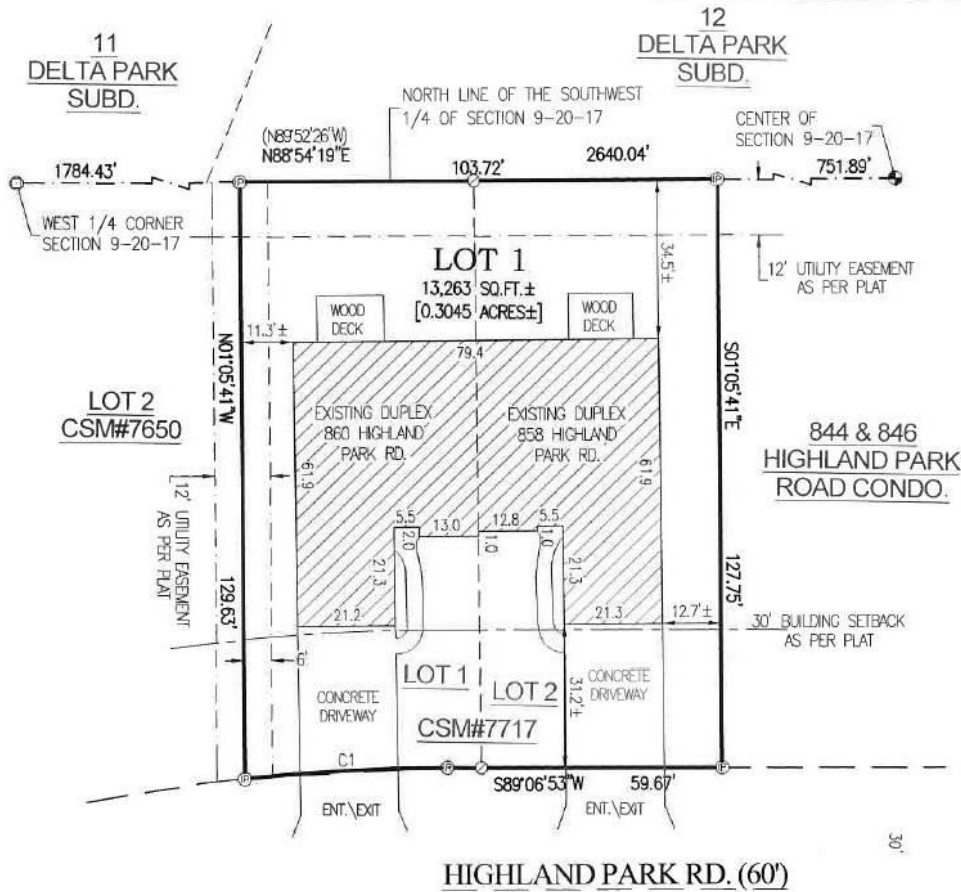 11
DELTA PARK
SUBD.
12
DELTA PARK
SUBD.
NORTH LINE OF THE SOUTHWEST
1/4 OF SECTION 9-20-17
CENTER OF
SECTION 9-20-17
(N89°52'26"W)
N88°54'19"E
1784.43'
103.72'
2640.04'
751.89'
WEST 1/4 CORNER
SECTION 9-20-17
LOT 1
13,263 SQ.FT.±
[0.3045 ACRES±]
34.5'±
12' UTILITY EASEMENT
AS PER PLAT
WOOD
DECK
WOOD
DECK
11.3'±
79.4
N01°05'41"W
S01°05'41"E
LOT 2
CSM#7650
EXISTING DUPLEX
860 HIGHLAND
PARK RD.
EXISTING DUPLEX
858 HIGHLAND
PARK RD.
844 & 846
HIGHLAND PARK
ROAD CONDO.
61.9
61.9
12' UTILITY EASEMENT
AS PER PLAT
5.5
13.0
12.8
5.5
2.0
1.0
1.0
21.3
21.3
129.63'
127.75'
21.2
21.3
12.7'±
30' BUILDING SETBACK
AS PER PLAT
6'
LOT 1
LOT 2
31.2'±
CONCRETE
DRIVEWAY
CONCRETE
DRIVEWAY
CSM#7717
C1
S89°06'53"W
59.67'
ENT.\EXIT
ENT.\EXIT
30'
HIGHLAND PARK RD. (60')